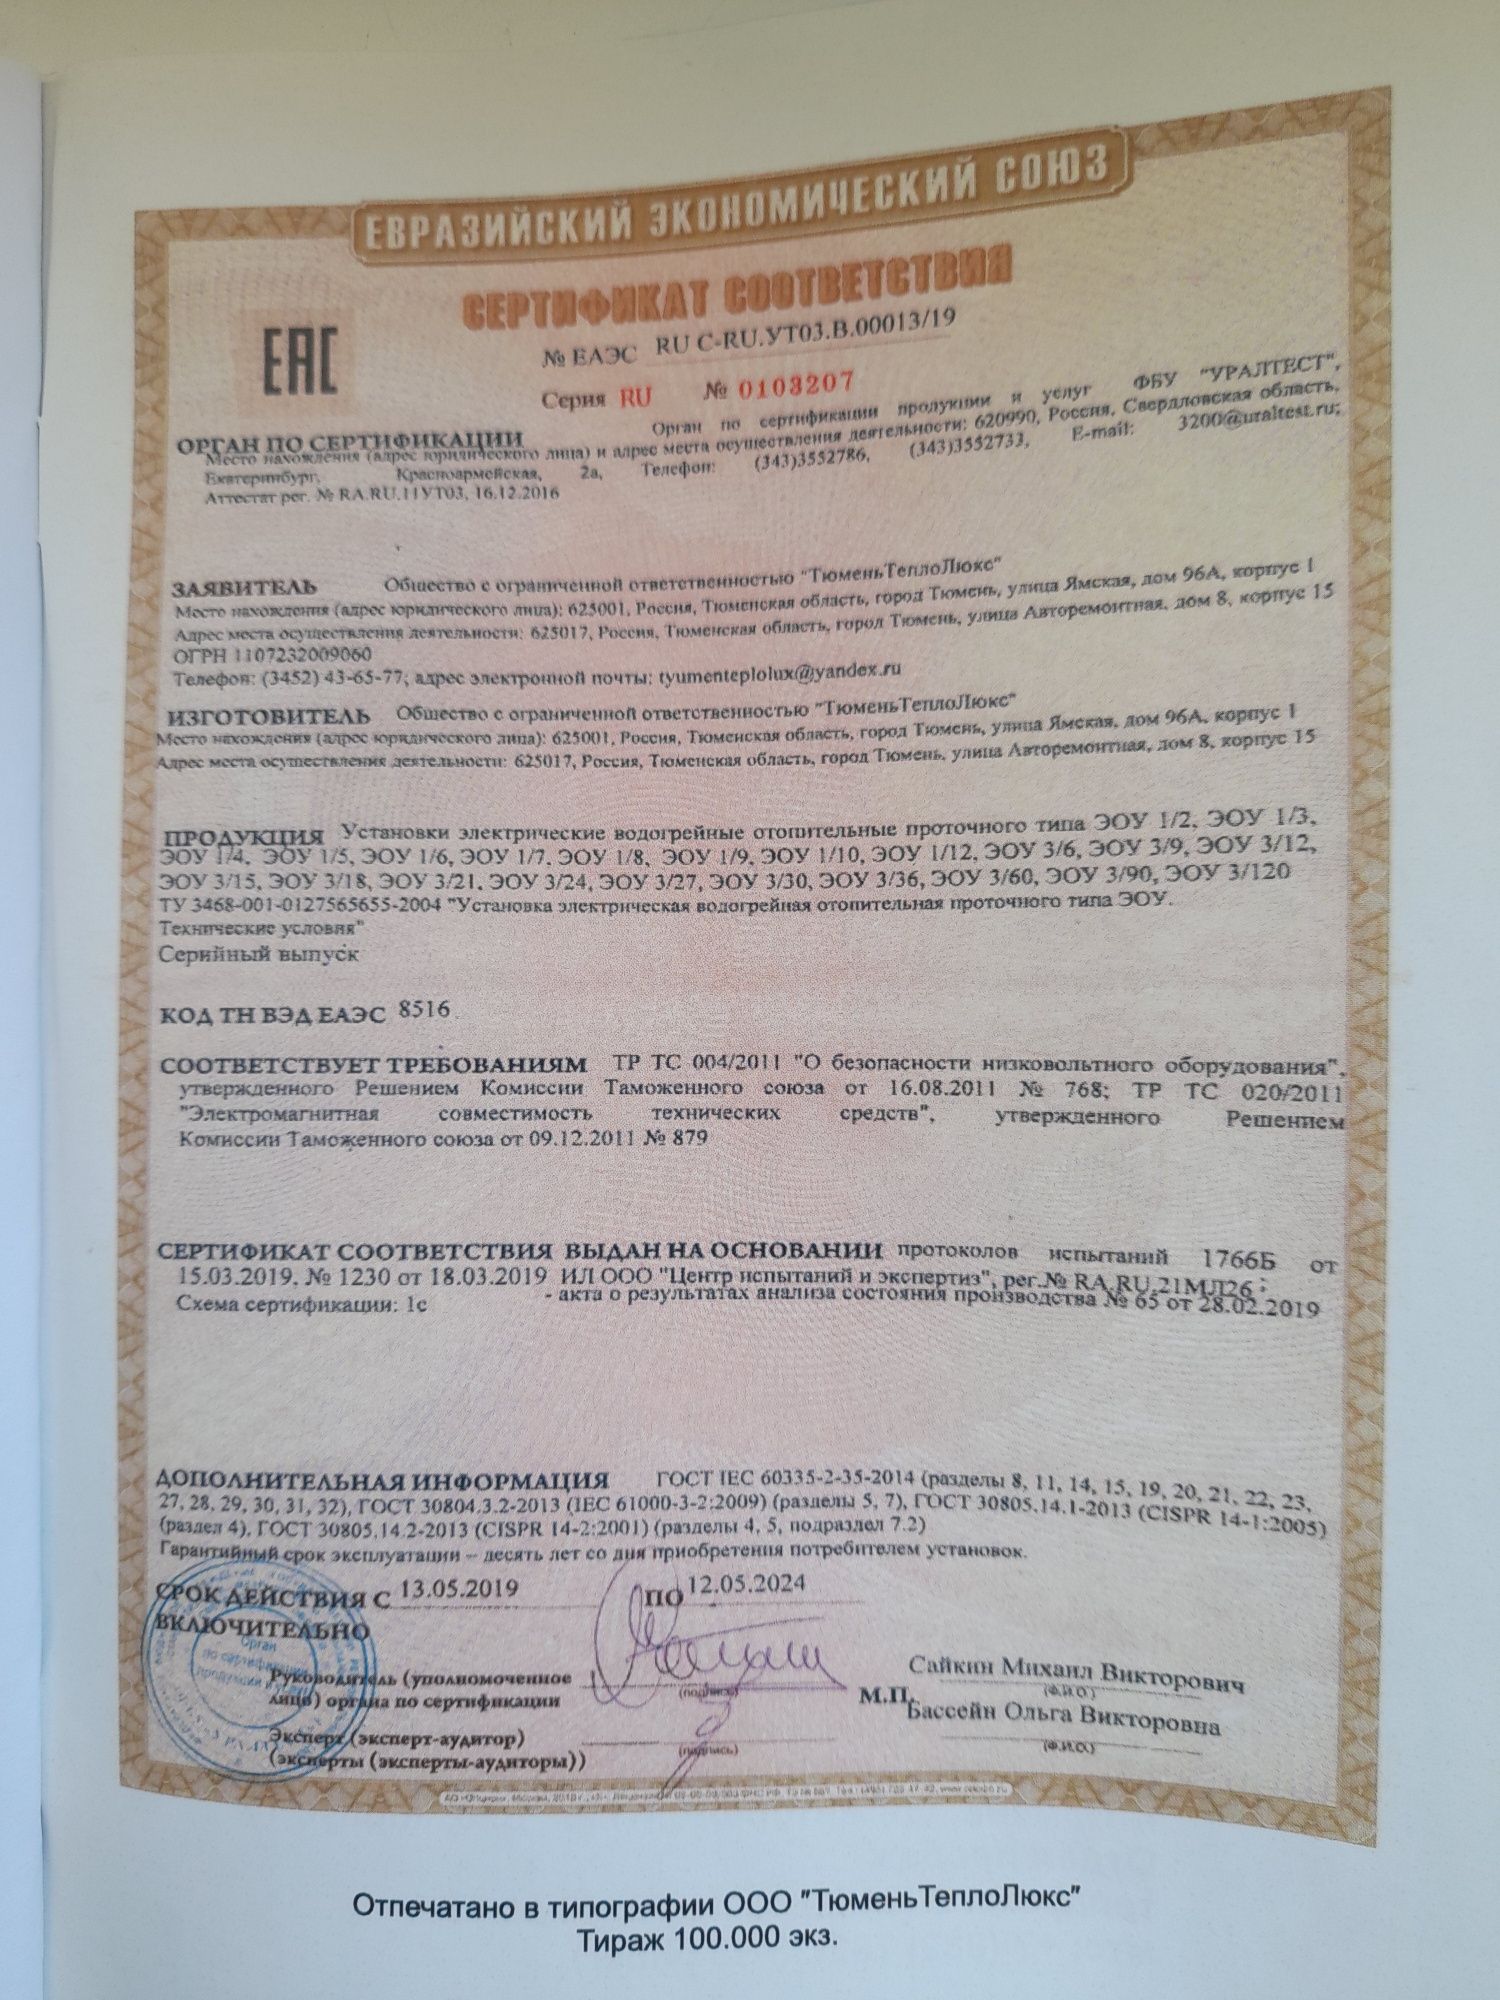 ЕВРАЗИЙСКИЙ ЭКОНОМИЧЕСКИЙ СОЮЗ
ЕАС
СЕРТИФИКАТ СООТВЕТСТВИЯ
№ ЕАЭС RU C-RU.УТ03.В.00013/19
Серия RU № 0103207
ОРГАН ПО СЕРТИФИКАЦИИ Орган по сертификации продукции и услуг ФБУ "УРАЛТЕСТ",
Место нахождения (адрес юридического лица) и адрес места осуществления деятельности: 620990, Россия, Свердловская область,
Екатеринбург, Красноармейская, 2а, Телефон: (343)3552786, (343)3552733, E-mail: 3200@uraltest.ru;
Аттестат рег. № RA.RU.11УТ03, 16.12.2016
ЗАЯВИТЕЛЬ Общество с ограниченной ответственностью "ТюменьТеплоЛюкс"
Место нахождения (адрес юридического лица): 625001, Россия, Тюменская область, город Тюмень, улица Ямская, дом 96А, корпус 1
Адрес места осуществления деятельности: 625017, Россия, Тюменская область, город Тюмень, улица Авторемонтная, дом 8, корпус 15
ОГРН 1107232009060
Телефон: (3452) 43-65-77; адрес электронной почты: tyumenteplolux@yandex.ru
ИЗГОТОВИТЕЛЬ Общество с ограниченной ответственностью "ТюменьТеплоЛюкс"
Место нахождения (адрес юридического лица): 625001, Россия, Тюменская область, город Тюмень, улица Ямская, дом 96А, корпус 1
Адрес места осуществления деятельности: 625017, Россия, Тюменская область, город Тюмень, улица Авторемонтная, дом 8, корпус 15
ПРОДУКЦИЯ Установки электрические водогрейные отопительные проточного типа ЭОУ 1/2, ЭОУ 1/3,
ЭОУ 1/4, ЭОУ 1/5, ЭОУ 1/6, ЭОУ 1/7, ЭОУ 1/8, ЭОУ 1/9, ЭОУ 1/10, ЭОУ 1/12, ЭОУ 3/6, ЭОУ 3/9, ЭОУ 3/12,
ЭОУ 3/15, ЭОУ 3/18, ЭОУ 3/21, ЭОУ 3/24, ЭОУ 3/27, ЭОУ 3/30, ЭОУ 3/36, ЭОУ 3/60, ЭОУ 3/90, ЭОУ 3/120
ТУ 3468-001-0127565655-2004 "Установка электрическая водогрейная отопительная проточного типа ЭОУ.
Технические условия"
Серийный выпуск
КОД ТН ВЭД ЕАЭС 8516
СООТВЕТСТВУЕТ ТРЕБОВАНИЯМ ТР ТС 004/2011 "О безопасности низковольтного оборудования",
утвержденного Решением Комиссии Таможенного союза от 16.08.2011 № 768; ТР ТС 020/2011
"Электромагнитная совместимость технических средств", утвержденного Решением
Комиссии Таможенного союза от 09.12.2011 № 879
СЕРТИФИКАТ СООТВЕТСТВИЯ ВЫДАН НА ОСНОВАНИИ протоколов испытаний 1766Б от
15.03.2019, № 1230 от 18.03.2019 ИЛ ООО "Центр испытаний и экспертиз", рег.№ RA.RU.21МЛ26 ;
- акта о результатах анализа состояния производства № 65 от 28.02.2019
Схема сертификации: 1с
ДОПОЛНИТЕЛЬНАЯ ИНФОРМАЦИЯ ГОСТ IEC 60335-2-35-2014 (разделы 8, 11, 14, 15, 19, 20, 21, 22, 23,
27, 28, 29, 30, 31, 32), ГОСТ 30804.3.2-2013 (IEC 61000-3-2:2009) (разделы 5, 7), ГОСТ 30805.14.1-2013 (CISPR 14-1:2005)
(раздел 4), ГОСТ 30805.14.2-2013 (CISPR 14-2:2001) (разделы 4, 5, подраздел 7.2)
Гарантийный срок эксплуатации – десять лет со дня приобретения потребителем установок.
СРОК ДЕЙСТВИЯ С 13.05.2019 ПО 12.05.2024
ВКЛЮЧИТЕЛЬНО
Орган
по сертификации
продукции
Руководитель (уполномоченное
лицо) органа по сертификации
(подпись)
М.П.
Сайкин Михаил Викторович
(Ф.И.О.)
Эксперт (эксперт-аудитор)
(эксперты (эксперты-аудиторы))
(подпись)
Бассейн Ольга Викторовна
(Ф.И.О.)
Отпечатано в типографии ООО "ТюменьТеплоЛюкс"
Тираж 100.000 экз.